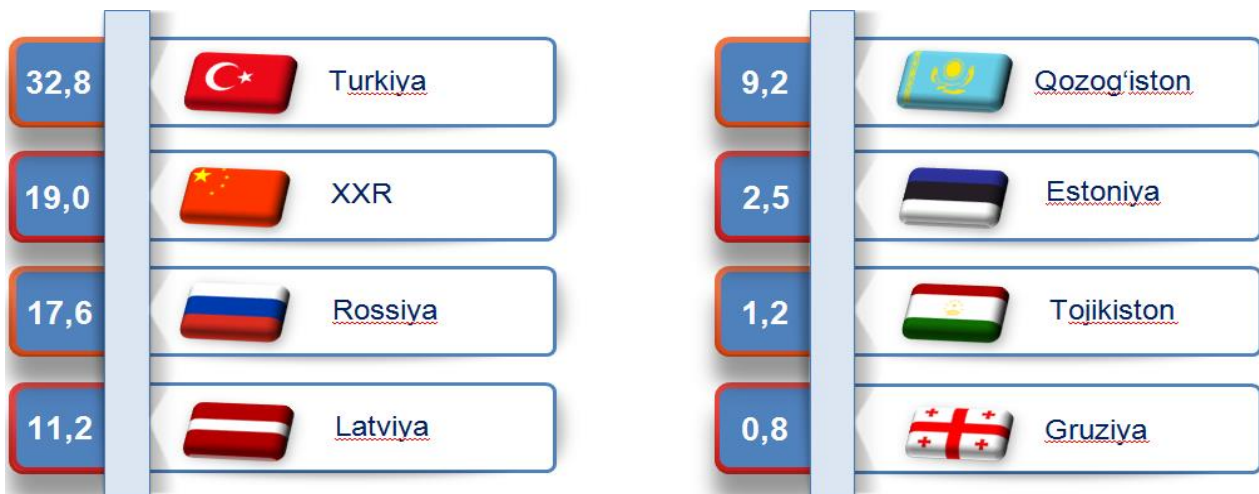 32,8 Turkiya
19,0 XXR
17,6 Rossiya
11,2 Latviya
9,2 Qozog‘iston
2,5 Estoniya
1,2 Tojikiston
0,8 Gruziya